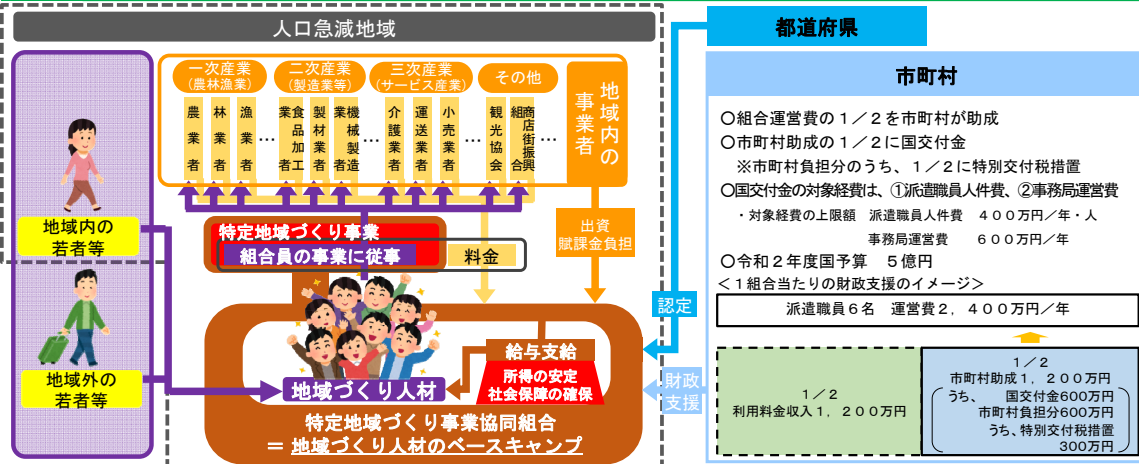 人口急減地域
一次産業
(農林漁業)
二次産業
(製造業等)
三次産業
(サービス産業)
その他
地域内の
事業者
農業者
林業者
漁業者
…
食品加工業者
製材業者
機械製造業者
…
介護業者
運送業者
小売業者
…
観光協会
商店街振興組合
…
地域内の
若者等
地域外の
若者等
特定地域づくり事業
組合員の事業に従事
料金
出資
賦課金負担
地域づくり人材
給与支給
所得の安定
社会保障の確保
特定地域づくり事業協同組合
＝ 地域づくり人材のベースキャンプ
認定
財政
支援
都道府県
市町村
〇組合運営費の１／２を市町村が助成
〇市町村助成の１／２に国交付金
※市町村負担分のうち、１／２に特別交付税措置
〇国交付金の対象経費は、①派遣職員人件費、②事務局運営費
・対象経費の上限額 派遣職員人件費 ４００万円／年・人
事務局運営費 ６００万円／年
〇令和２年度国予算 ５億円
＜１組合当たりの財政支援のイメージ＞
派遣職員６名 運営費２，４００万円／年
１／２
利用料金収入１，２００万円
１／２
市町村助成１，２００万円
うち、 国交付金600万円
市町村負担分600万円
うち、特別交付税措置
300万円